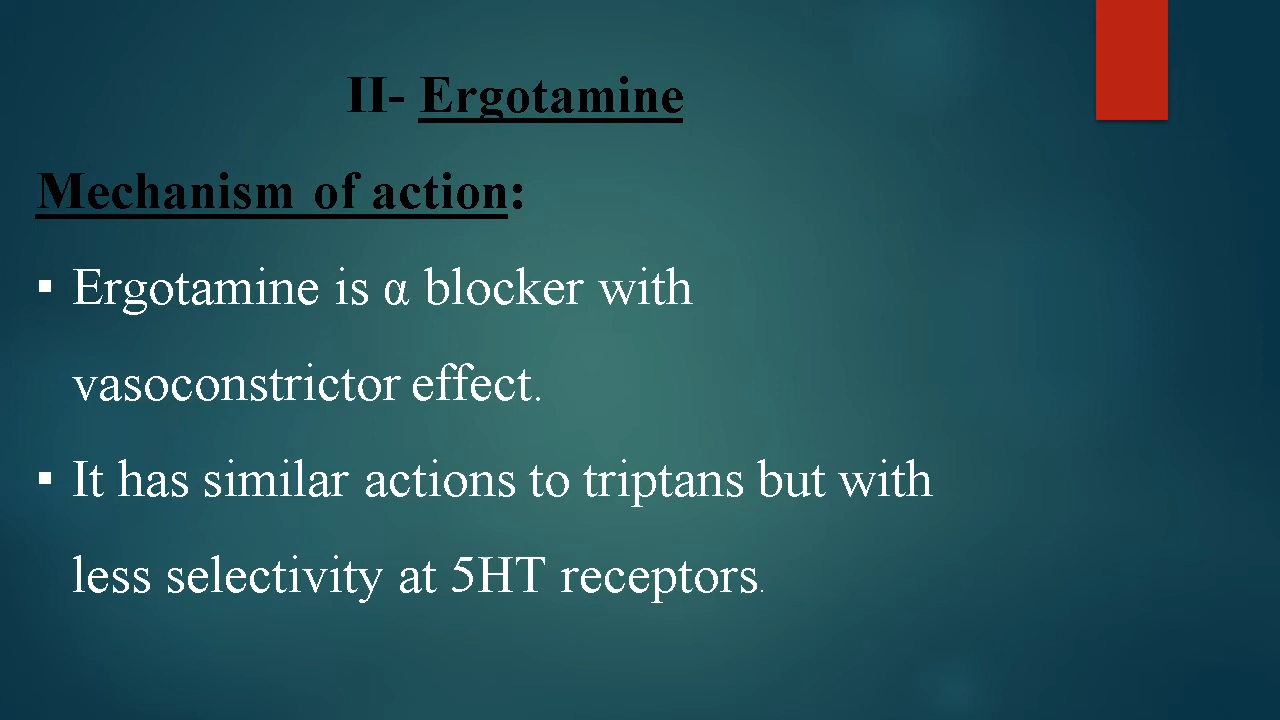 II- Ergotamine
Mechanism of action:
▪ Ergotamine is α blocker with
vasoconstrictor effect.
▪ It has similar actions to triptans but with
less selectivity at 5HT receptors.